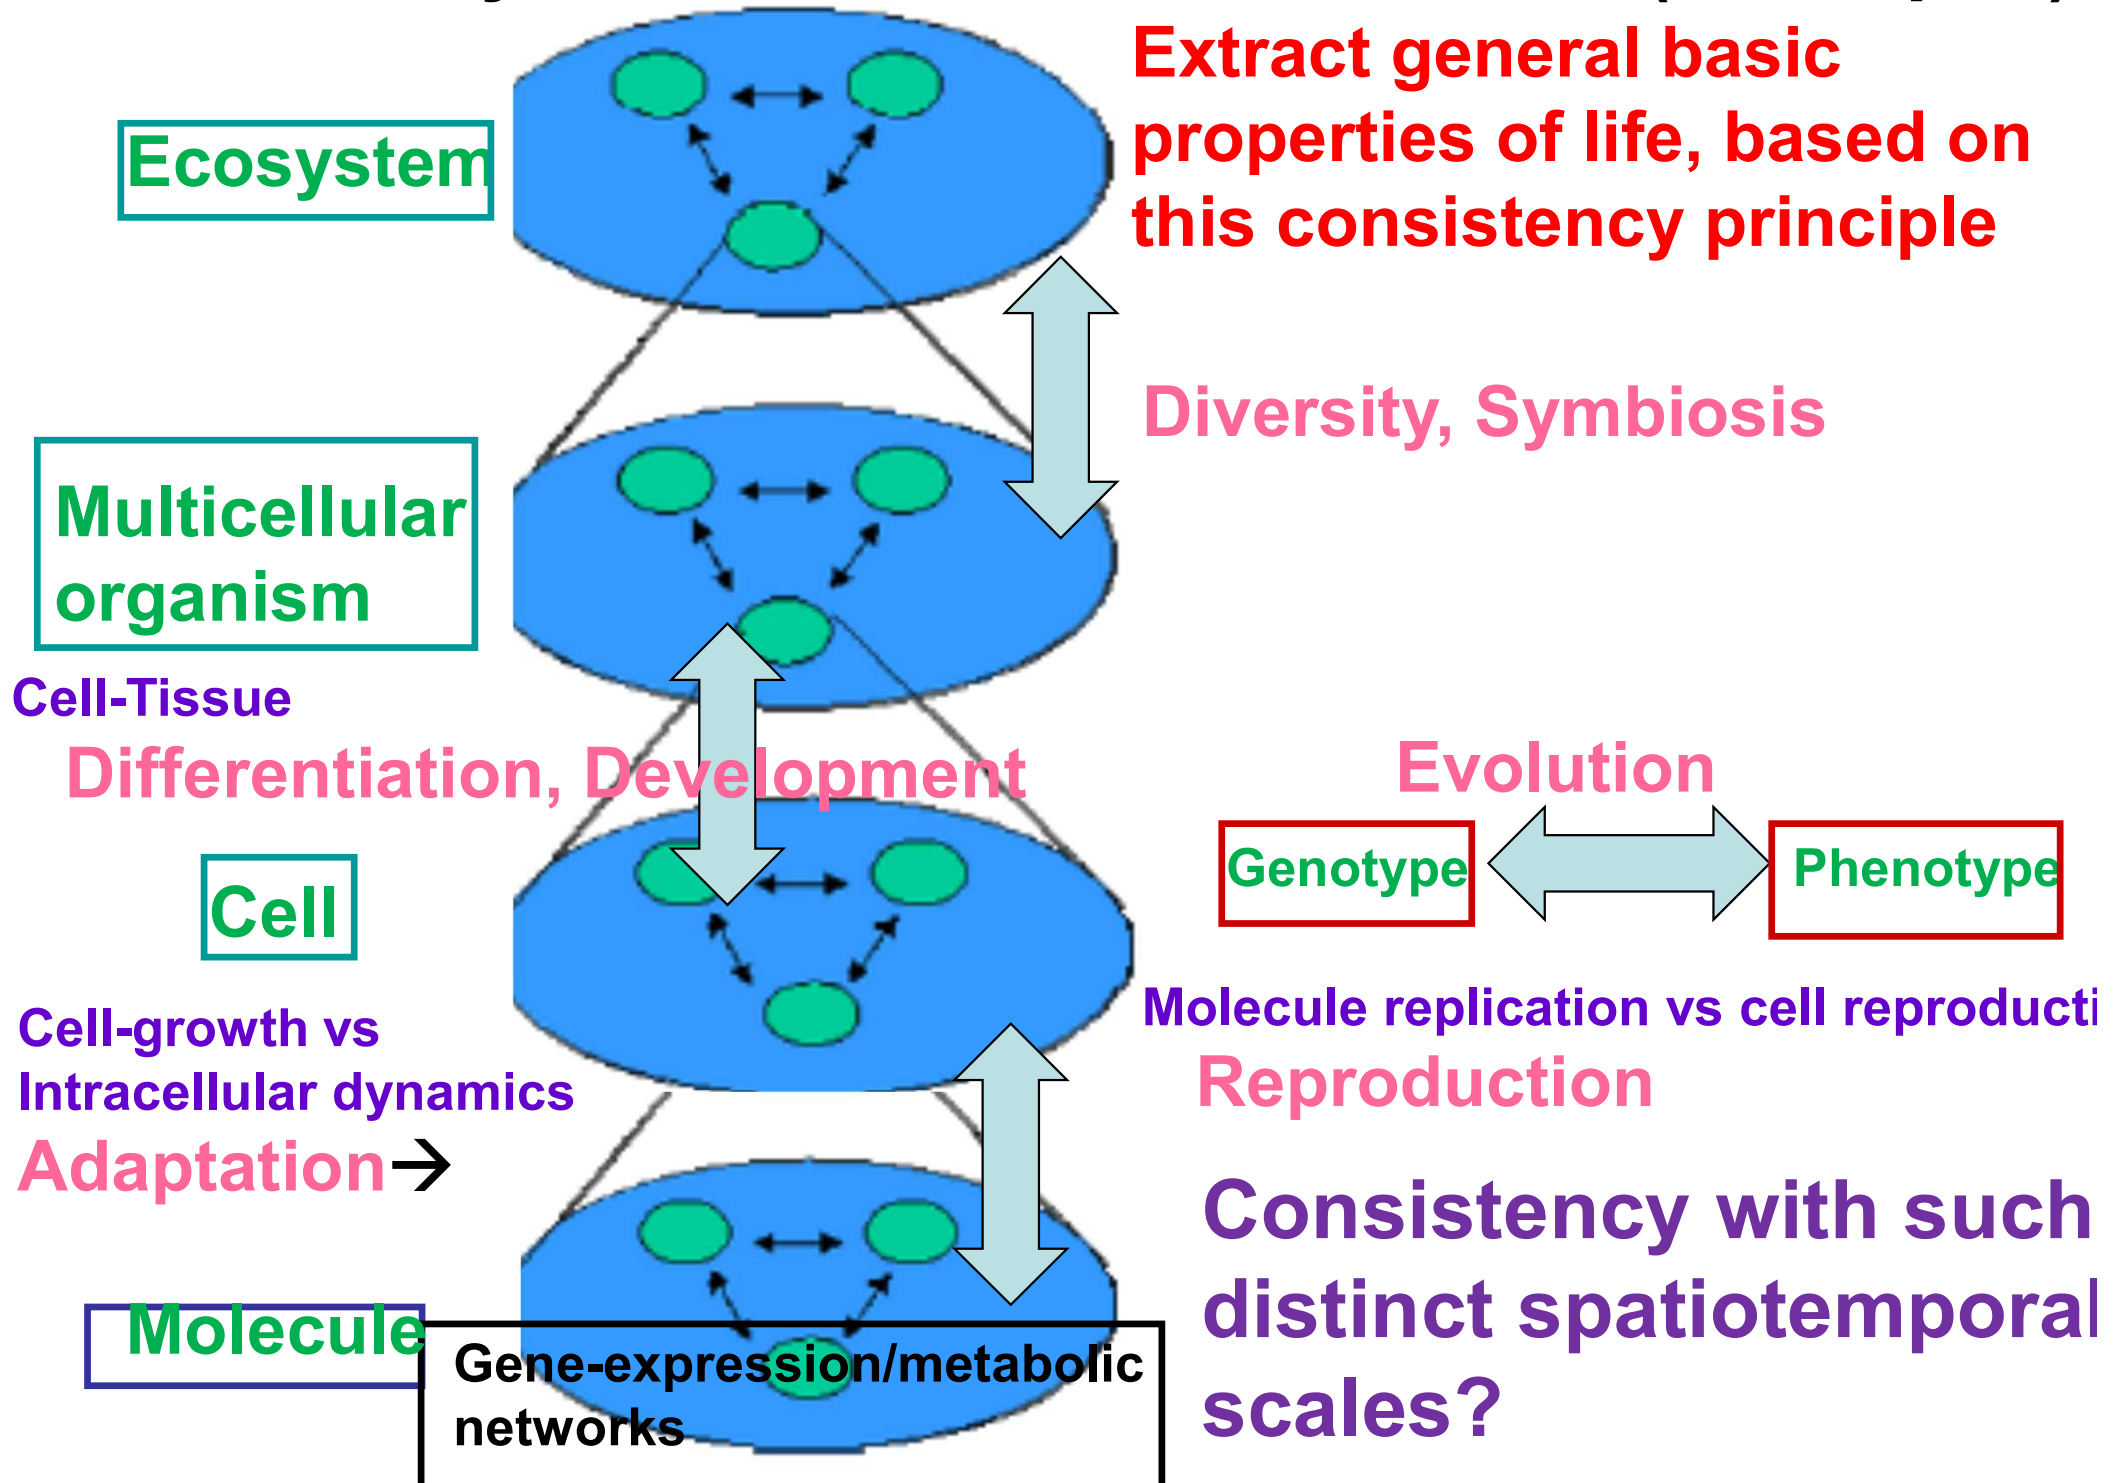 Extract general basic
properties of life, based on
this consistency principle
Ecosystem
Diversity, Symbiosis
Multicellular
organism
Cell-Tissue
Differentiation, Development
Evolution
Genotype
Phenotype
Cell
Molecule replication vs cell reproducti
Cell-growth vs
Intracellular dynamics
Reproduction
Adaptation→
Consistency with such
distinct spatiotemporal
scales?
Molecule
Gene-expression/metabolic
networks